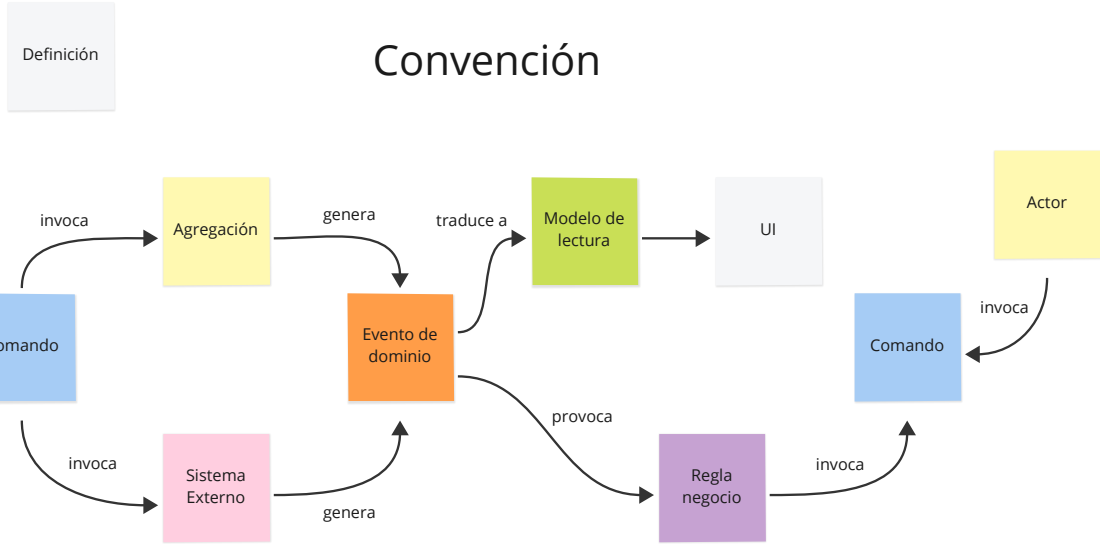 Definición
Convención
Actor
invoca
genera
traduce a
Agregación
Modelo de
lectura
UI
invoca
omando
Evento de
dominio
Comando
provoca
invoca
Sistema
Externo
Regla
negocio
invoca
genera